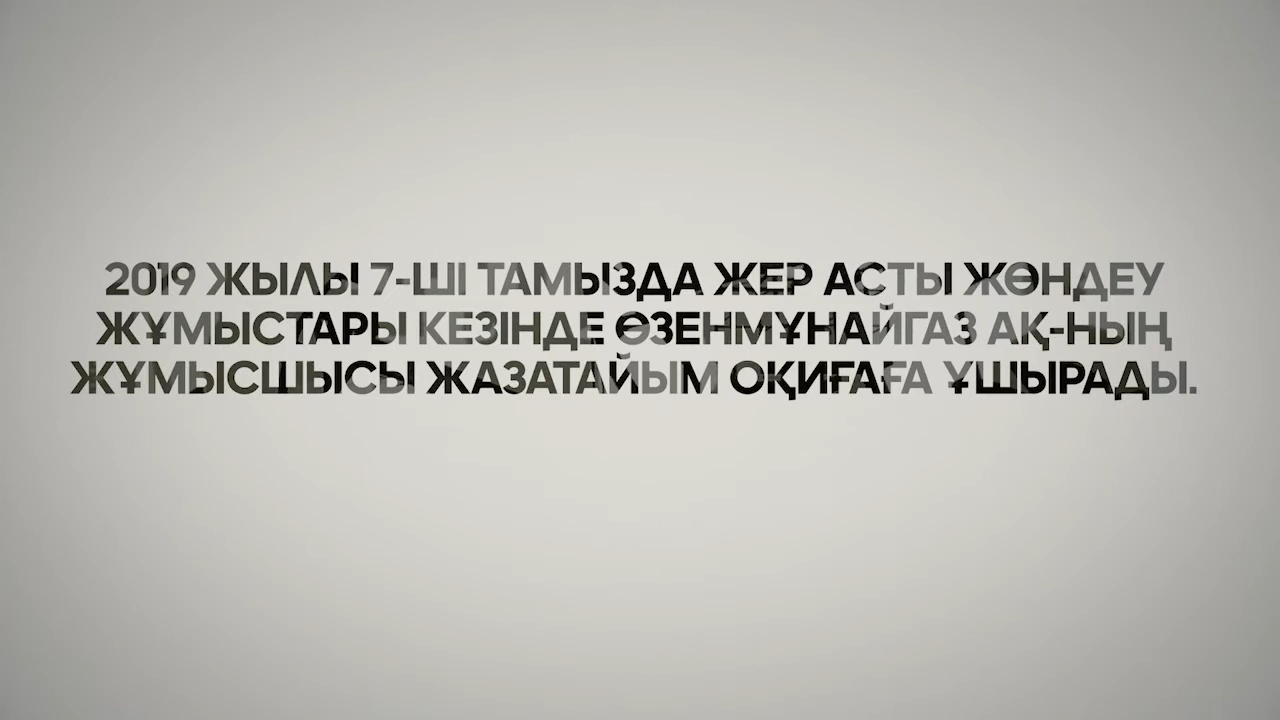 2019 ЖЫЛЫ 7-ШІ ТАМЫЗДА ЖЕР АСТЫ ЖӨНДЕУ
ЖҰМЫСТАРЫ КЕЗІНДЕ ӨЗЕНМҰНАЙГАЗ АҚ-НЫҢ
ЖҰМЫСШЫСЫ ЖАЗАТАЙЫМ ОҚИҒАҒА ҰШЫРАДЫ.